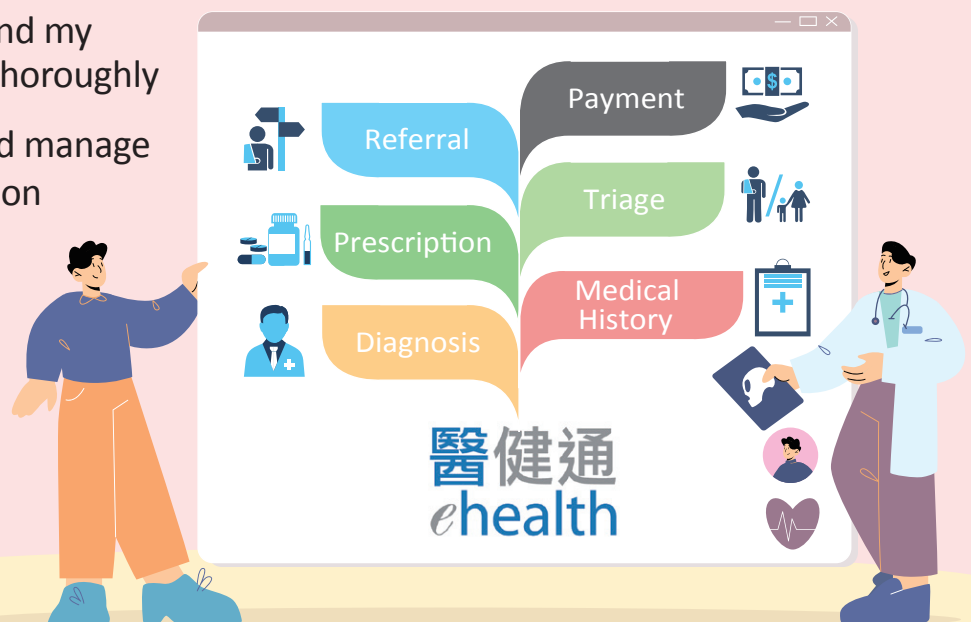 nd my
horoughly
d manage
on
Payment
Referral
Triage
Prescription
Medical
History
Diagnosis
醫健通
ehealth